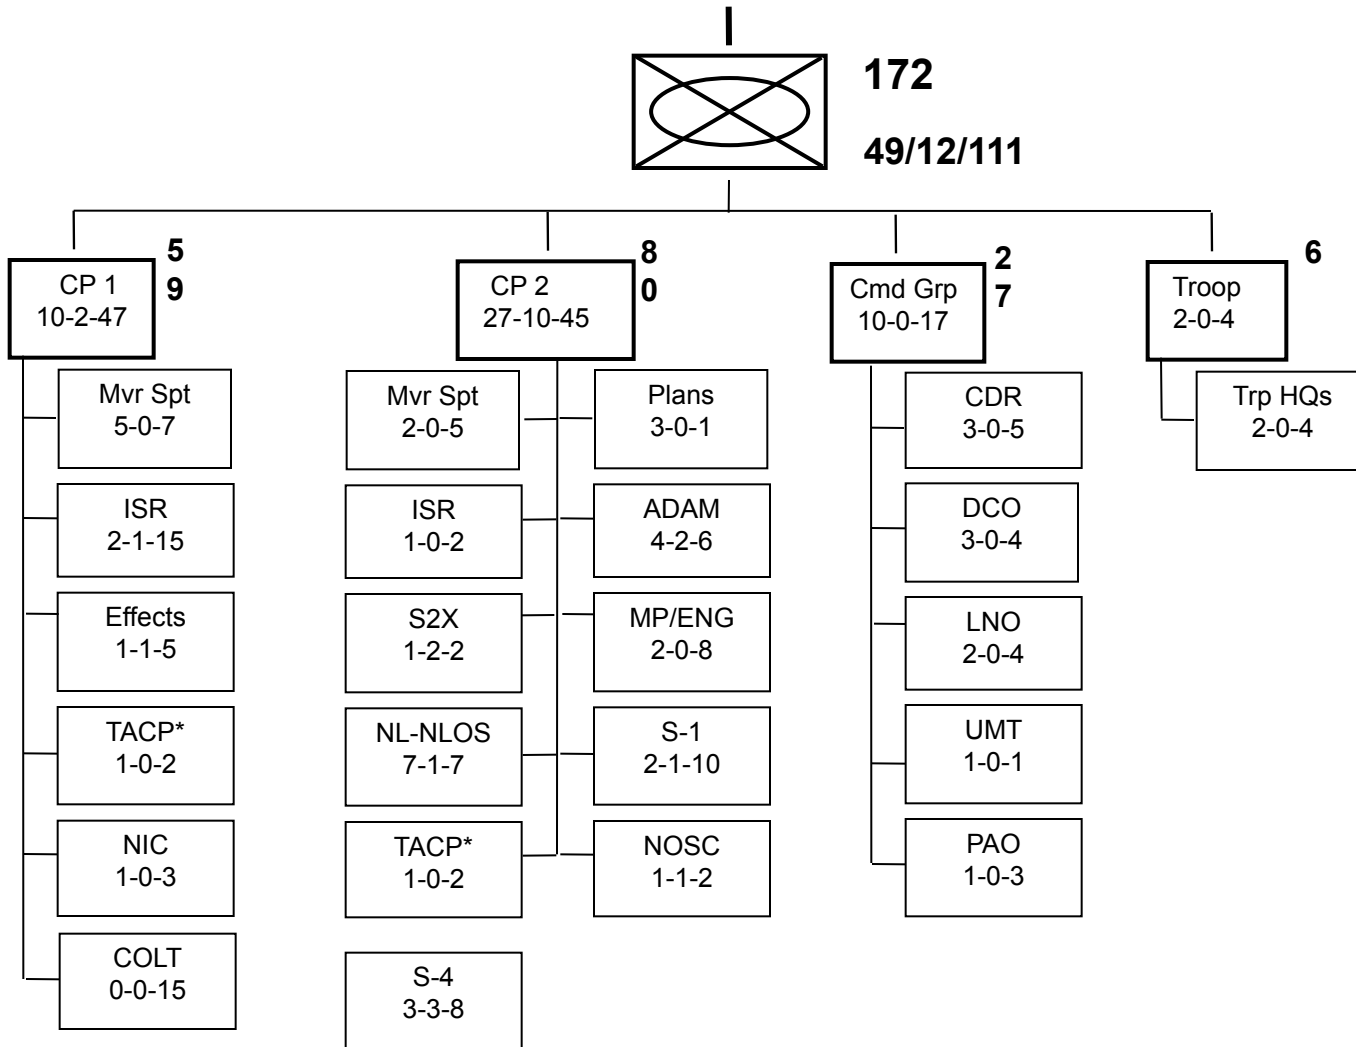 172
49/12/111
5
9
CP 1
10-2-47
8
0
CP 2
27-10-45
2
7
Cmd Grp
10-0-17
6
Troop
2-0-4
Mvr Spt
5-0-7
ISR
2-1-15
Effects
1-1-5
TACP*
1-0-2
NIC
1-0-3
COLT
0-0-15
Mvr Spt
2-0-5
ISR
1-0-2
S2X
1-2-2
NL-NLOS
7-1-7
TACP*
1-0-2
S-4
3-3-8
Plans
3-0-1
ADAM
4-2-6
MP/ENG
2-0-8
S-1
2-1-10
NOSC
1-1-2
CDR
3-0-5
DCO
3-0-4
LNO
2-0-4
UMT
1-0-1
PAO
1-0-3
Trp HQs
2-0-4